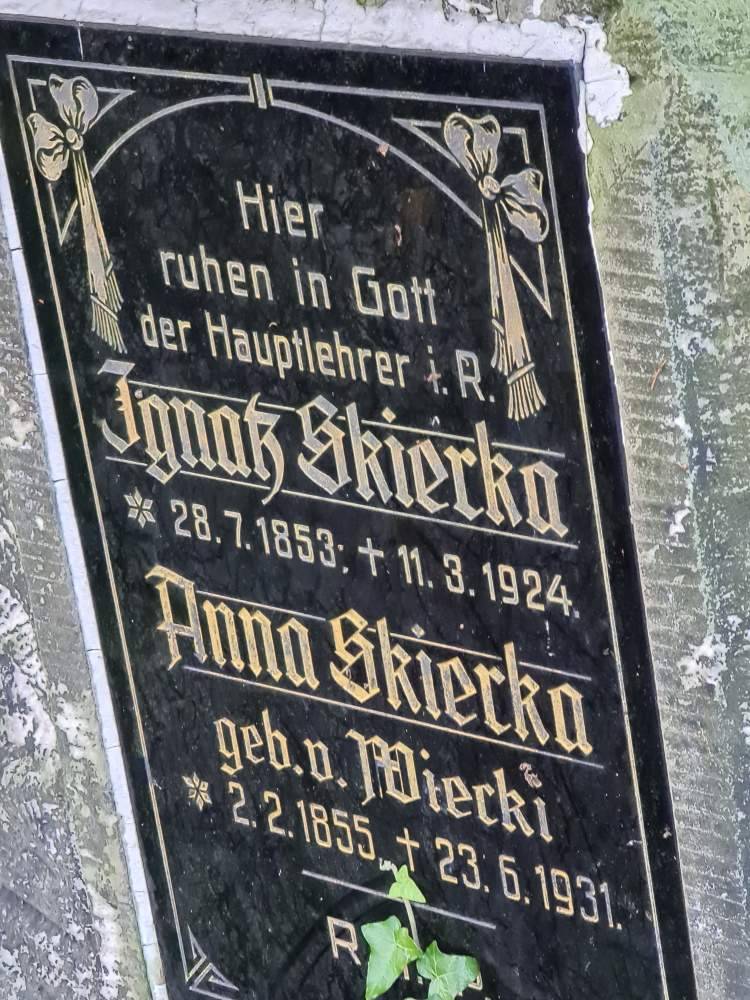 Hier
ruhen in Gott
der Hauptlehrer i. R.
Ignatz Skierka
* 28. 7. 1853; + 11. 3. 1924.
Anna Skierka
geb. v. Wiecki
* 2. 2. 1855 + 23. 6. 1931.